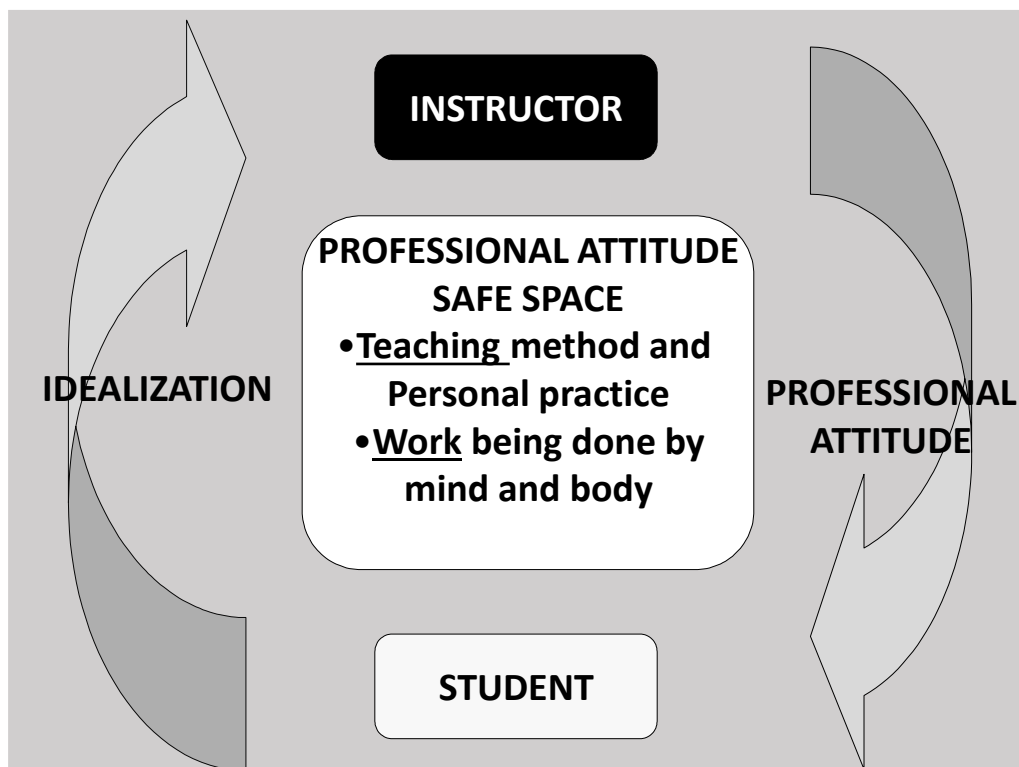 INSTRUCTOR
PROFESSIONAL ATTITUDE
SAFE SPACE
•Teaching method and
Personal practice
•Work being done by
mind and body
IDEALIZATION
PROFESSIONAL
ATTITUDE
STUDENT